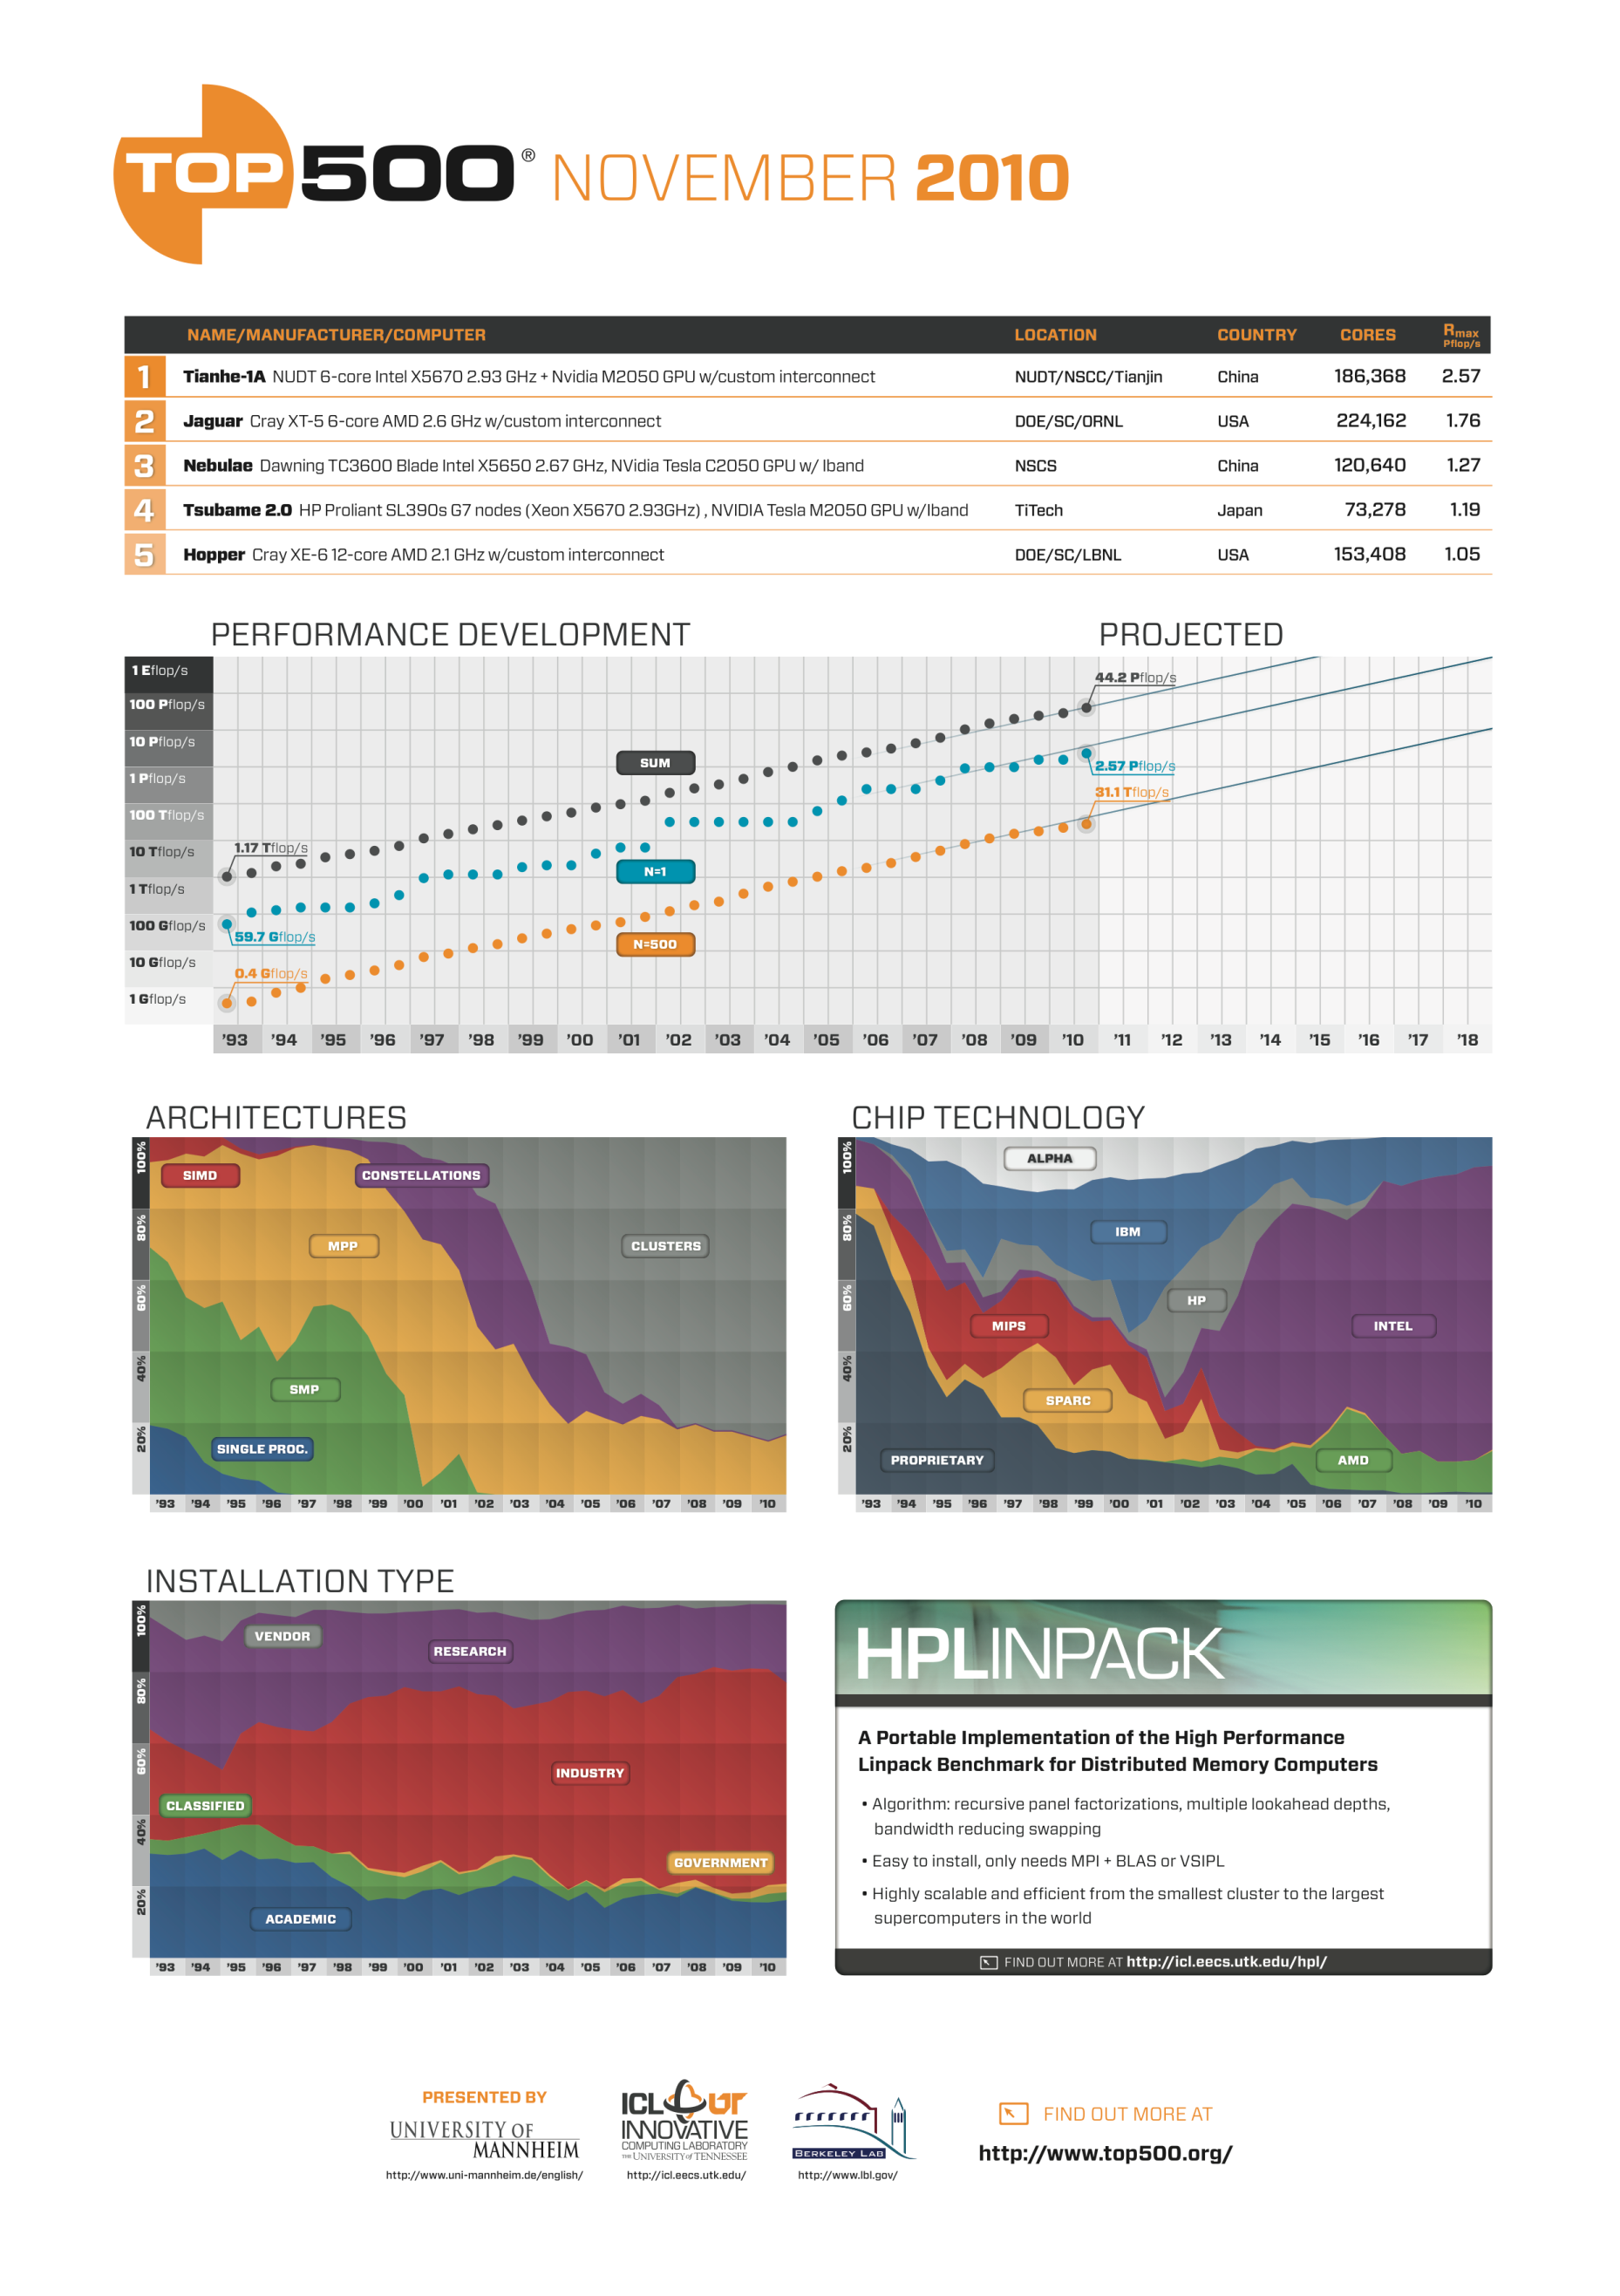 TOP500® NOVEMBER 2010
NAME/MANUFACTURER/COMPUTER LOCATION COUNTRY CORES Rmax Pflop/s
1 Tianhe-1A NUDT 6-core Intel X5670 2.93 GHz + Nvidia M2050 GPU w/custom interconnect NUDT/NSCC/Tianjin China 186,368 2.57
2 Jaguar Cray XT-5 6-core AMD 2.6 GHz w/custom interconnect DOE/SC/ORNL USA 224,162 1.76
3 Nebulae Dawning TC3600 Blade Intel X5650 2.67 GHz, NVidia Tesla C2050 GPU w/ Iband NSCS China 120,640 1.27
4 Tsubame 2.0 HP Proliant SL390s G7 nodes (Xeon X5670 2.93GHz) , NVIDIA Tesla M2050 GPU w/Iband TiTech Japan 73,278 1.19
5 Hopper Cray XE-6 12-core AMD 2.1 GHz w/custom interconnect DOE/SC/LBNL USA 153,408 1.05
PERFORMANCE DEVELOPMENT PROJECTED
1 Eflop/s
44.2 Pflop/s
100 Pflop/s
10 Pflop/s
SUM
2.57 Pflop/s
1 Pflop/s
31.1 Tflop/s
100 Tflop/s
1.17 Tflop/s
10 Tflop/s
N=1
1 Tflop/s
100 Gflop/s
59.7 Gflop/s
N=500
10 Gflop/s
0.4 Gflop/s
1 Gflop/s
'93 '94 '95 '96 '97 '98 '99 '00 '01 '02 '03 '04 '05 '06 '07 '08 '09 '10 '11 '12 '13 '14 '15 '16 '17 '18
ARCHITECTURES
100%
80%
60%
40%
20%
SIMD
CONSTELLATIONS
MPP
CLUSTERS
SMP
SINGLE PROC.
'93 '94 '95 '96 '97 '98 '99 '00 '01 '02 '03 '04 '05 '06 '07 '08 '09 '10
CHIP TECHNOLOGY
100%
80%
60%
40%
20%
ALPHA
IBM
HP
MIPS
INTEL
SPARC
PROPRIETARY
AMD
'93 '94 '95 '96 '97 '98 '99 '00 '01 '02 '03 '04 '05 '06 '07 '08 '09 '10
INSTALLATION TYPE
100%
80%
60%
40%
20%
VENDOR
RESEARCH
INDUSTRY
CLASSIFIED
GOVERNMENT
ACADEMIC
'93 '94 '95 '96 '97 '98 '99 '00 '01 '02 '03 '04 '05 '06 '07 '08 '09 '10
HPLINPACK
A Portable Implementation of the High Performance
Linpack Benchmark for Distributed Memory Computers
• Algorithm: recursive panel factorizations, multiple lookahead depths,
bandwidth reducing swapping
• Easy to install, only needs MPI + BLAS or VSIPL
• Highly scalable and efficient from the smallest cluster to the largest
supercomputers in the world
FIND OUT MORE AT http://icl.eecs.utk.edu/hpl/
PRESENTED BY
UNIVERSITY OF
MANNHEIM
http://www.uni-mannheim.de/english/
ICL UT
INNOVATIVE
COMPUTING LABORATORY
THE UNIVERSITY of TENNESSEE
http://icl.eecs.utk.edu/
BERKELEY LAB
http://www.lbl.gov/
FIND OUT MORE AT
http://www.top500.org/